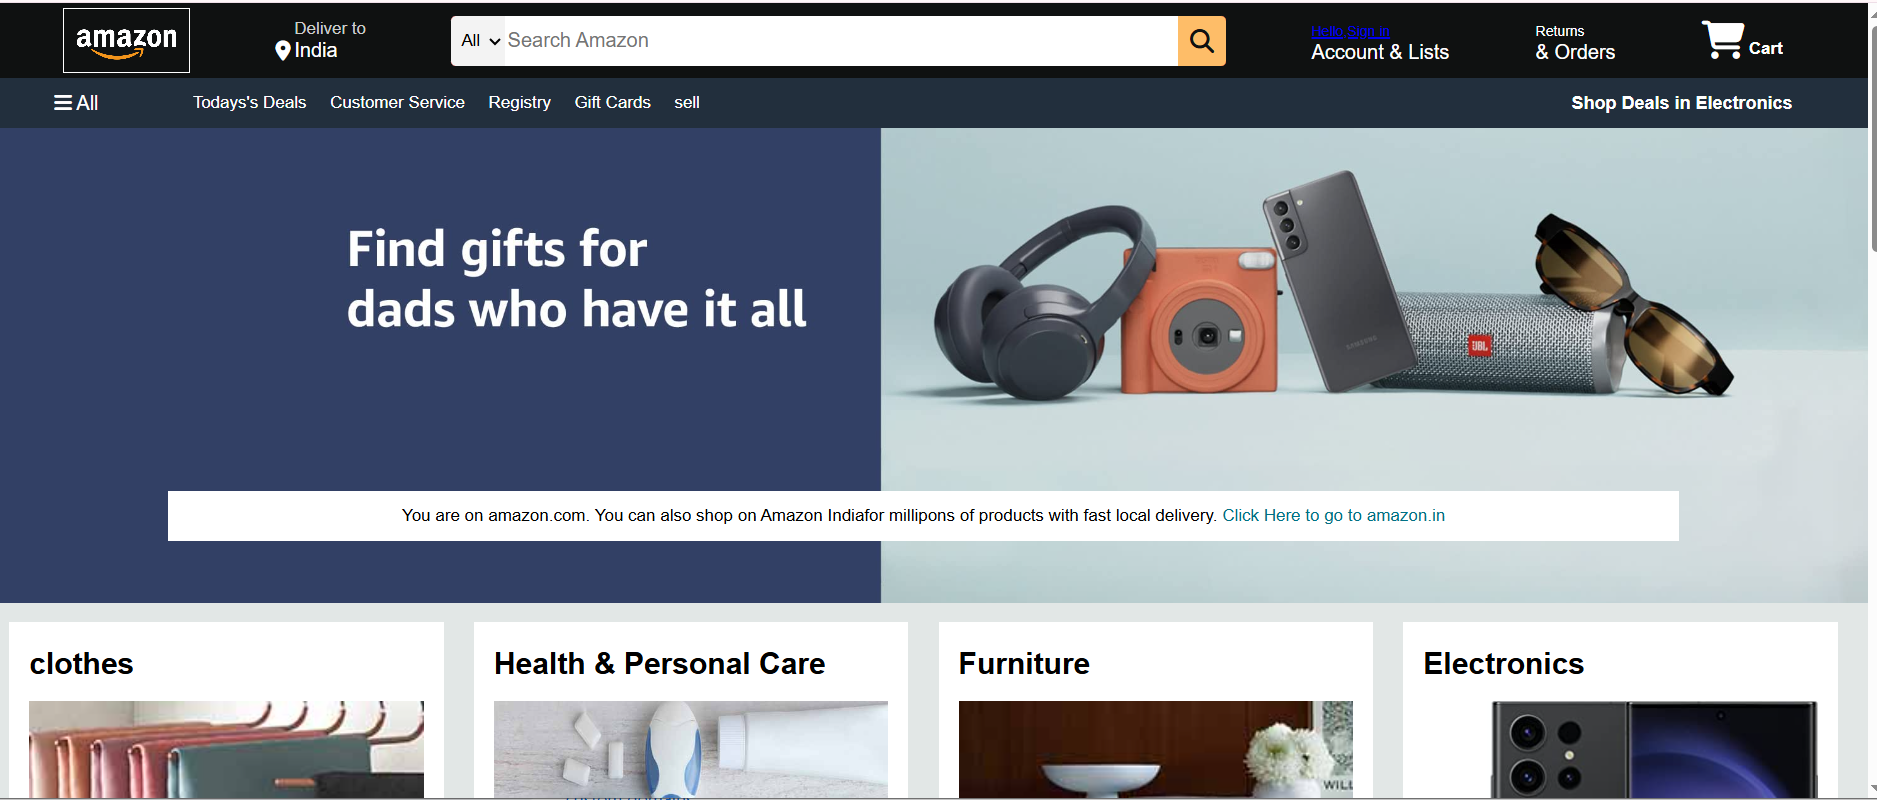 amazon
Deliver to
India
All
Search Amazon
Hello Sign In
Account & Lists
Returns
& Orders
Cart
All
Todays's Deals
Customer Service
Registry
Gift Cards
sell
Shop Deals in Electronics
Find gifts for
dads who have it all
SAMSUNG
JBL
You are on amazon.com. You can also shop on Amazon Indiafor millipons of products with fast local delivery. Click Here to go to amazon.in
clothes
Health & Personal Care
Furniture
Electronics
WILL